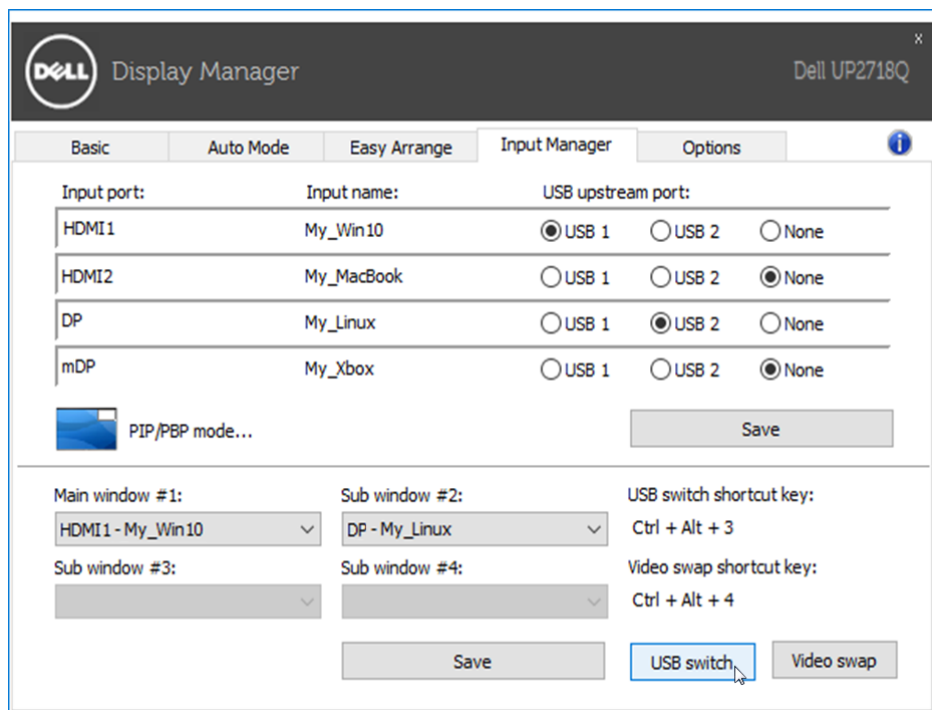 x
DELL Display Manager Dell UP2718Q
Basic Auto Mode Easy Arrange Input Manager Options i
Input port: Input name: USB upstream port:
HDMI1 My_Win10 USB 1 USB 2 None
HDMI2 My_MacBook USB 1 USB 2 None
DP My_Linux USB 1 USB 2 None
mDP My_Xbox USB 1 USB 2 None
PIP/PBP mode... Save
Main window #1: Sub window #2: USB switch shortcut key:
HDMI1 - My_Win10 DP - My_Linux Ctrl + Alt + 3
Sub window #3: Sub window #4: Video swap shortcut key:
Ctrl + Alt + 4
Save USB switch Video swap